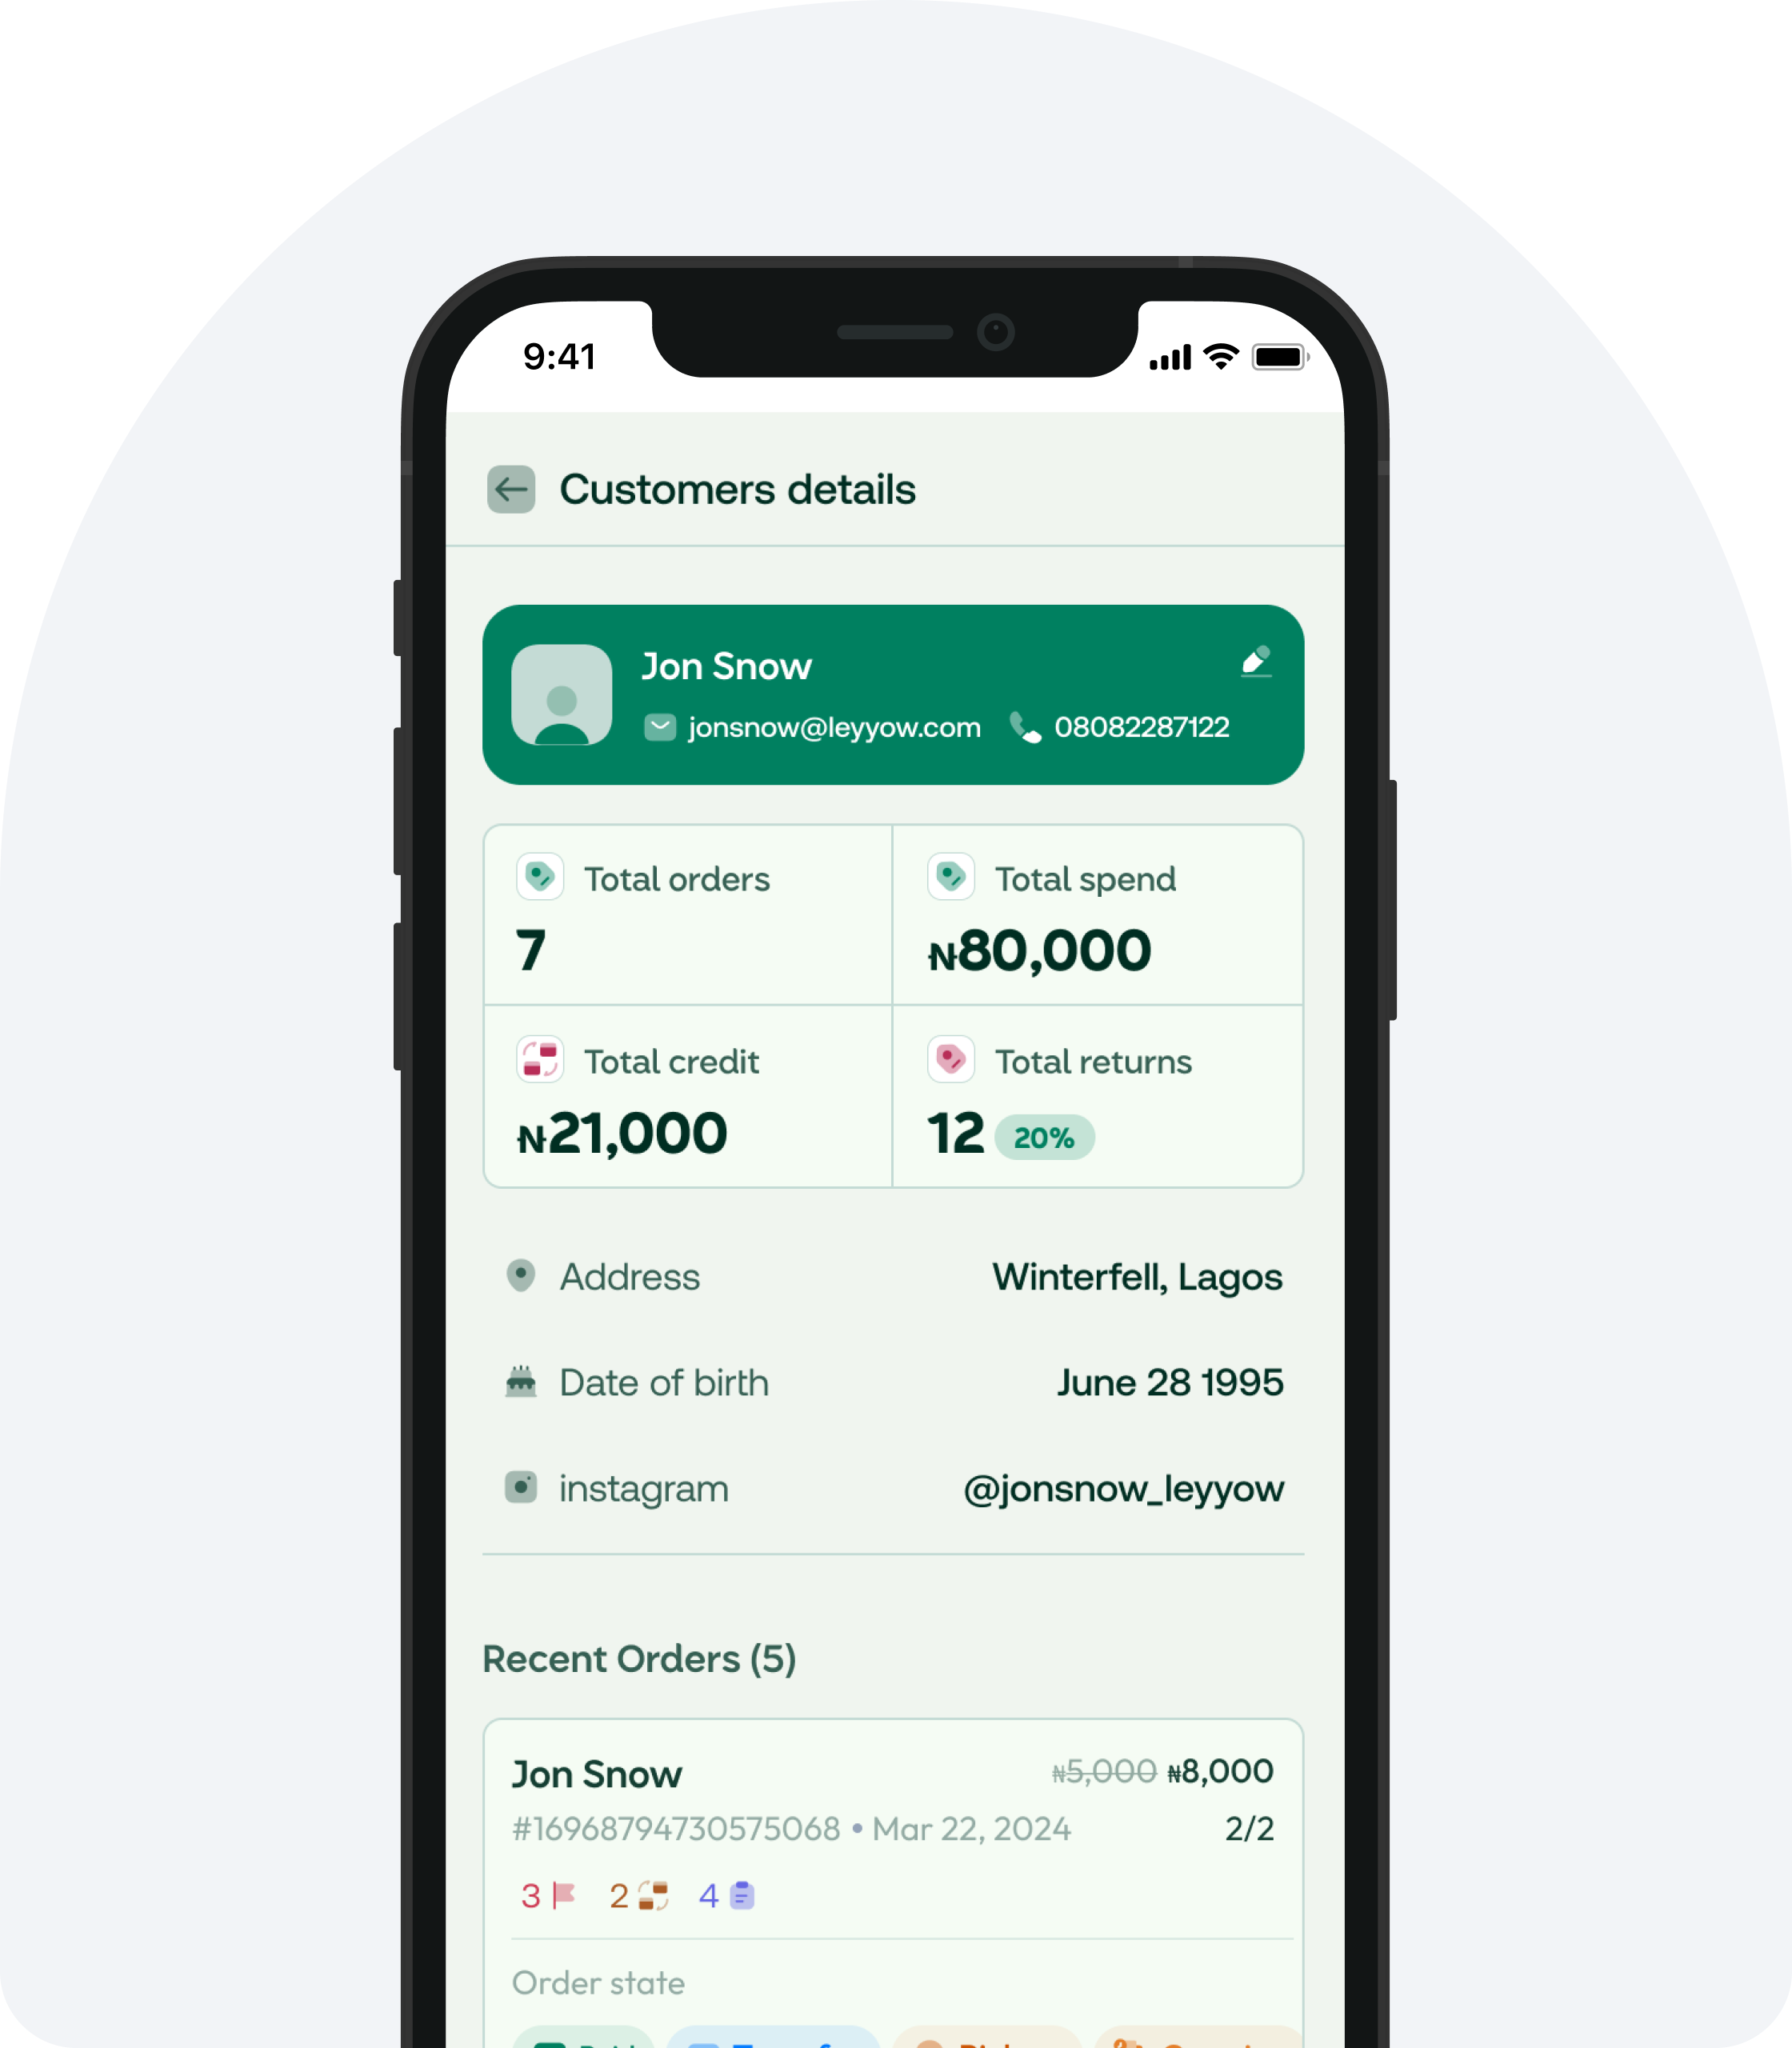 9:41
Customers details
Jon Snow
jonsnow@leyyow.com 08082287122
Total orders
Total spend
7
₦80,000
Total credit
Total returns
₦21,000
12 20%
Address Winterfell, Lagos
Date of birth June 28 1995
instagram @jonsnow_leyyow
Recent Orders (5)
Jon Snow ₦5,000 ₦8,000
#16968794730575068 • Mar 22, 2024 2/2
3 2 4
Order state